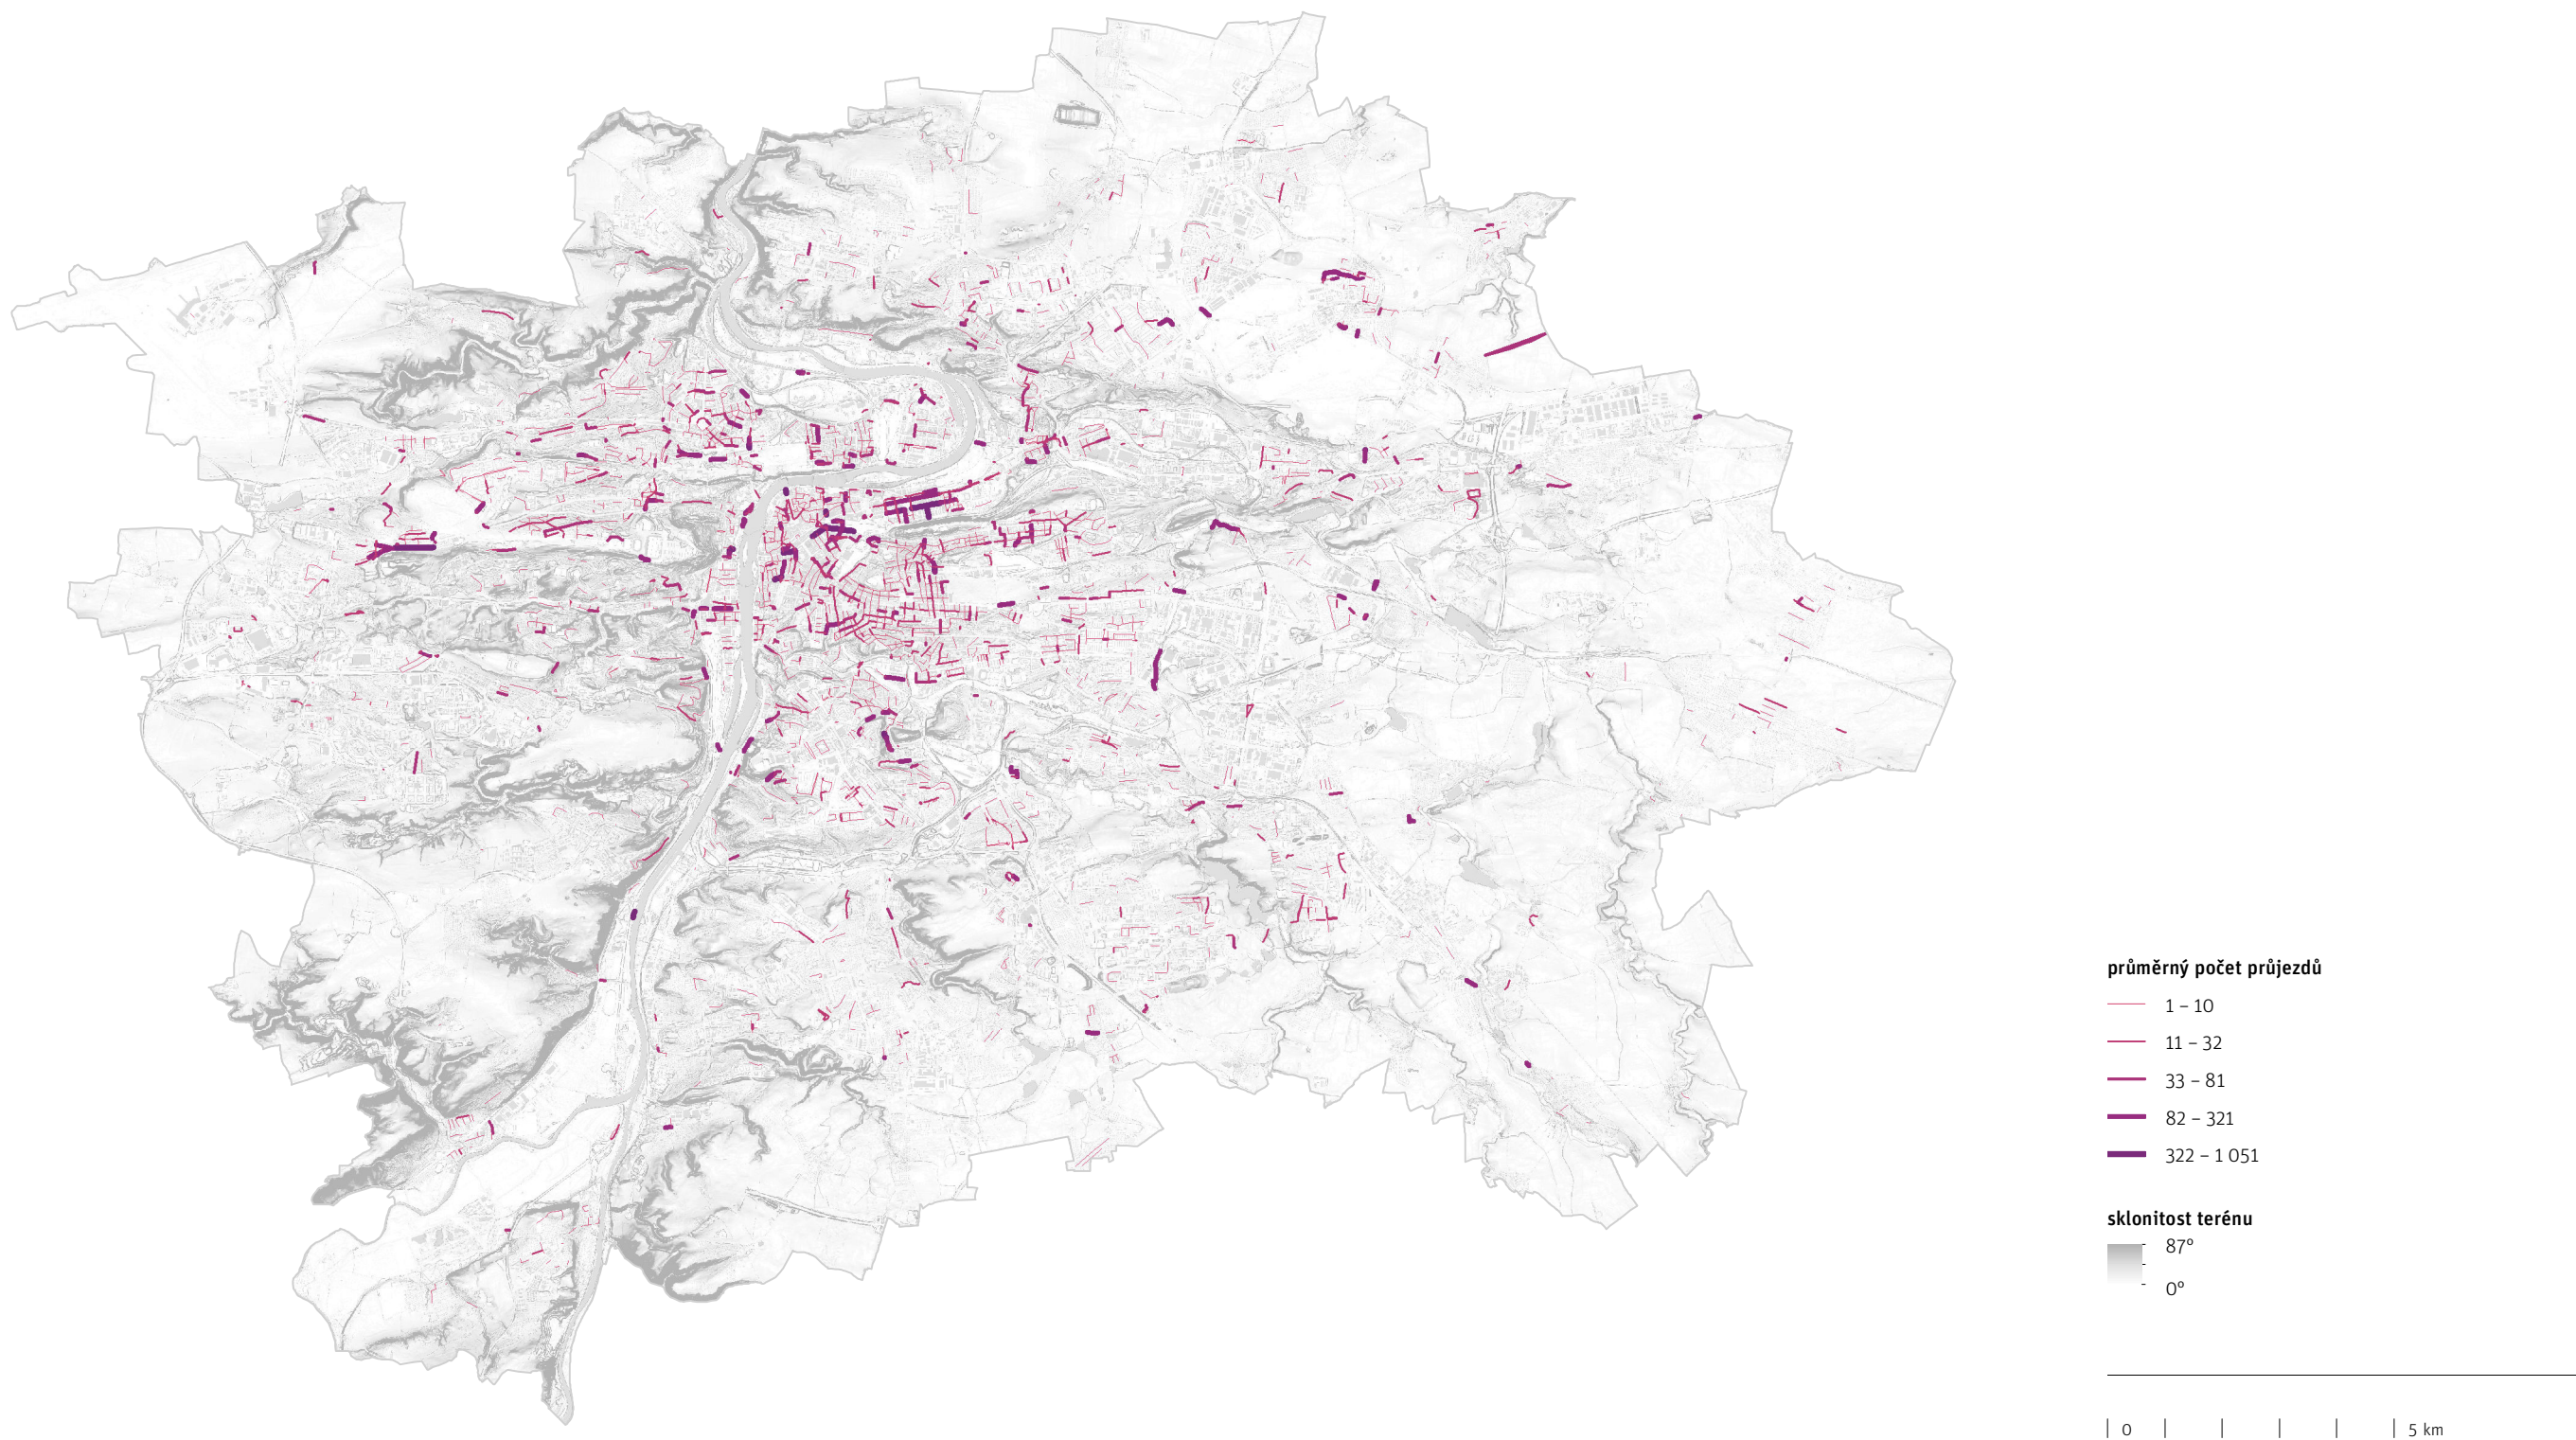 průměrný počet průjezdů
1 – 10
11 – 32
33 – 81
82 – 321
322 – 1 051
sklonitost terénu
87°
0°
0 5 km